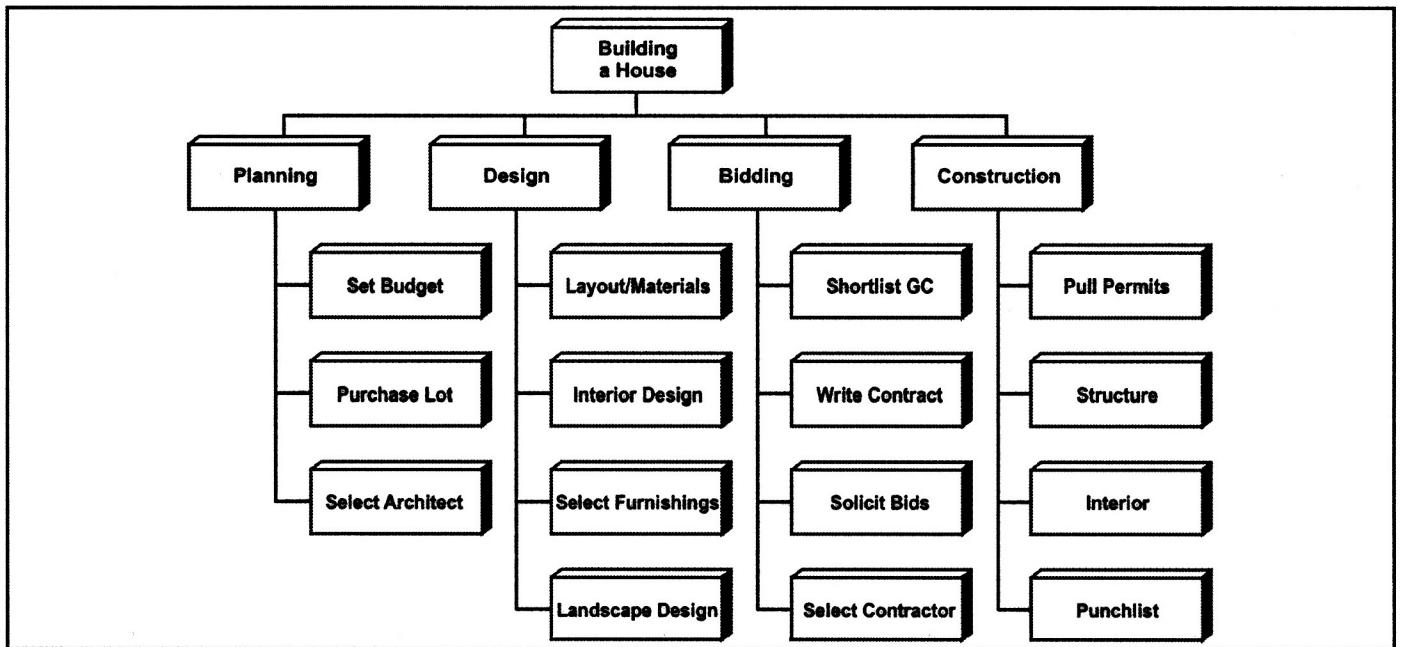 Building
a House
Planning
Design
Bidding
Construction
Set Budget
Layout/Materials
Shortlist GC
Pull Permits
Purchase Lot
Interior Design
Write Contract
Structure
Select Architect
Select Furnishings
Solicit Bids
Interior
Landscape Design
Select Contractor
Punchlist